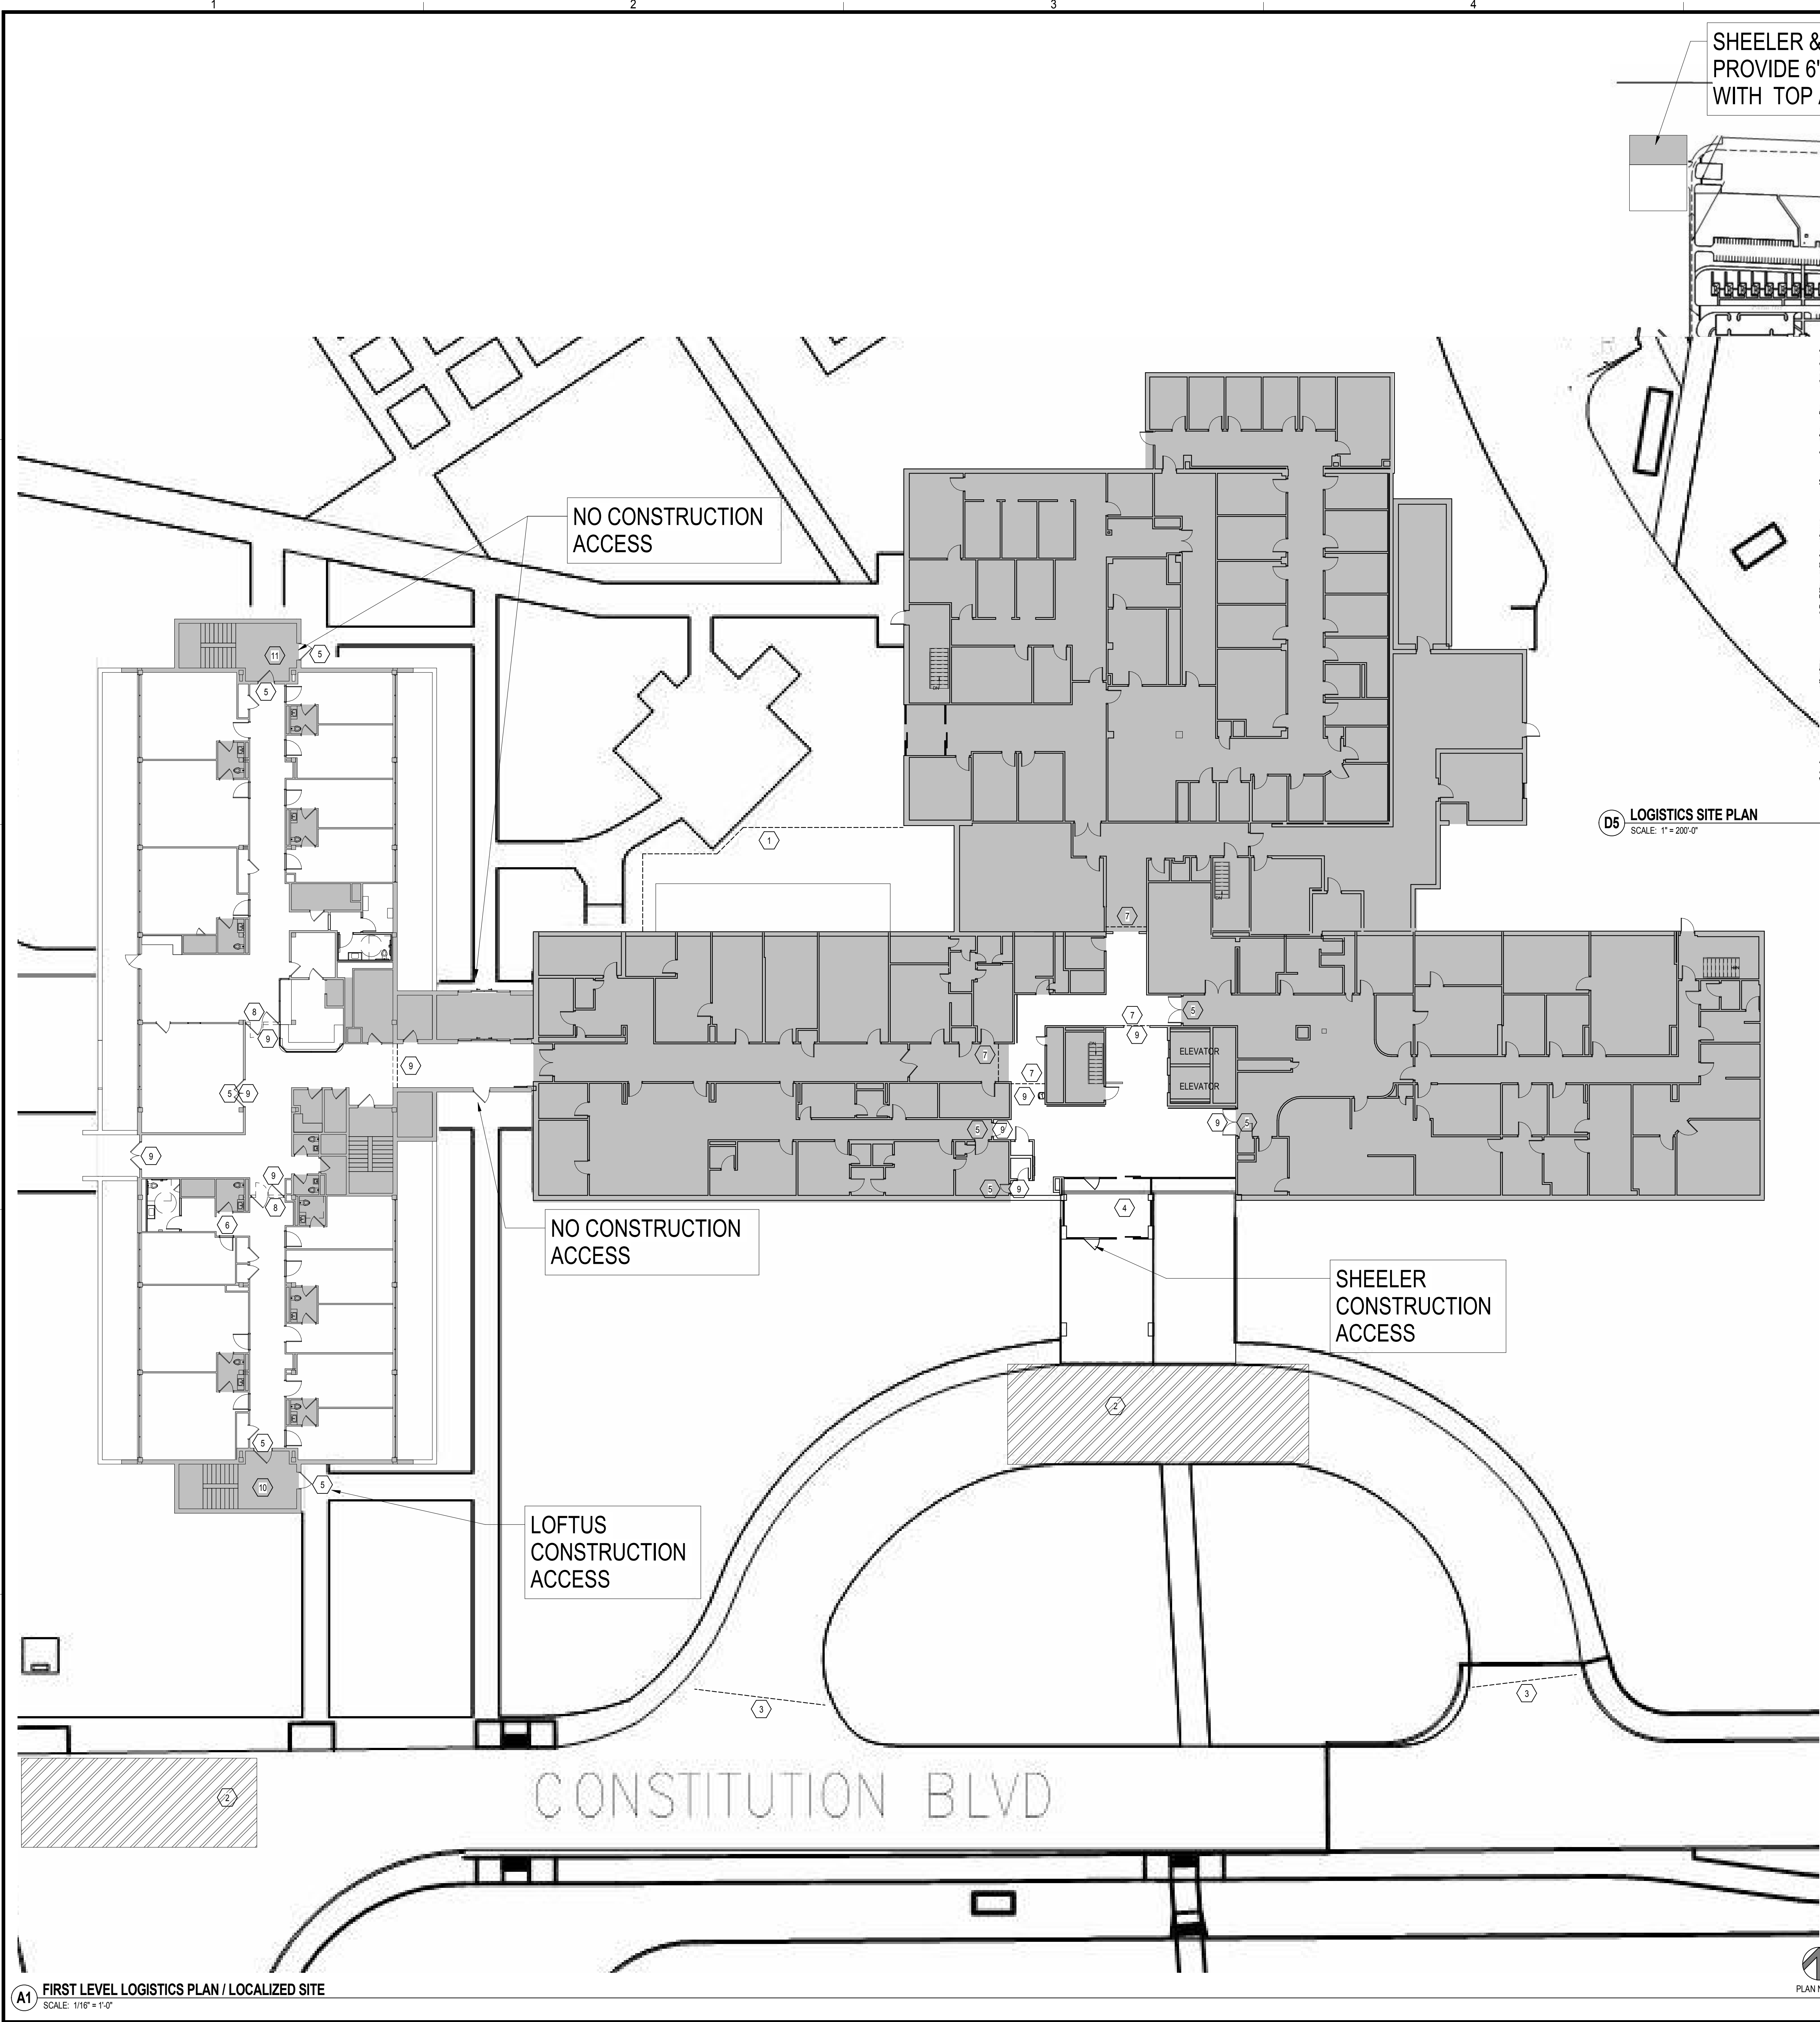 1
2
3
4
SHEELER &
PROVIDE 6'
WITH TOP
NO CONSTRUCTION
ACCESS
11
5
5
1
D5
LOGISTICS SITE PLAN
SCALE: 1" = 200'-0"
7
8
9
9
7
5
9
ELEVATOR
7
7
5
9
9
ELEVATOR
5
9
9
5
9
9
8
5
9
4
6
NO CONSTRUCTION
ACCESS
SHEELER
CONSTRUCTION
ACCESS
2
5
10
5
LOFTUS
CONSTRUCTION
ACCESS
3
3
2
CONSTITUTION BLVD
A1
FIRST LEVEL LOGISTICS PLAN / LOCALIZED SITE
SCALE: 1/16" = 1'-0"
PLAN